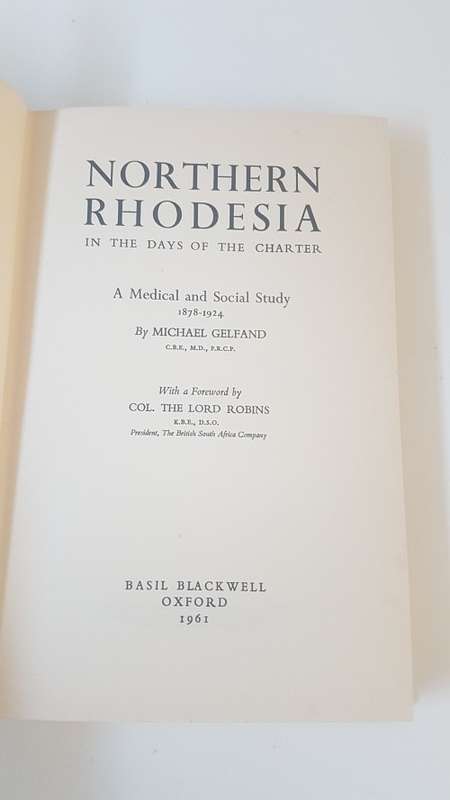 NORTHERN
RHODESIA
IN THE DAYS OF THE CHARTER
A Medical and Social Study
1878-1924
By MICHAEL GELFAND
C.B.E., M.D., F.R.C.P.
With a Foreword by
COL. THE LORD ROBINS
K.B.E., D.S.O.
President, The British South Africa Company
BASIL BLACKWELL
OXFORD
1961